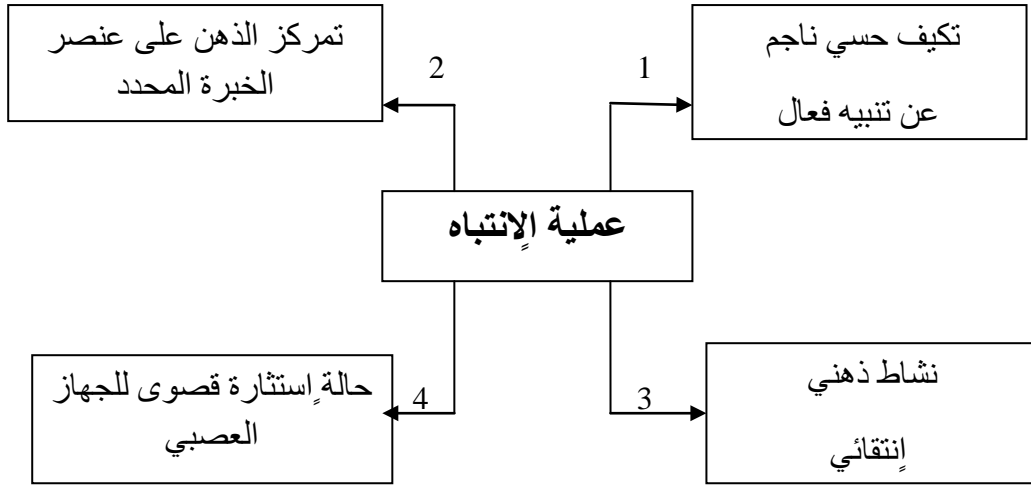 تكيف حسي ناجم
عن تنبيه فعال
1
تمركز الذهن على عنصر
الخبرة المحدد
2
عملية الإنتباه
نشاط ذهني
إنتقائي
3
حالة إستثارة قصوى للجهاز
العصبي
4